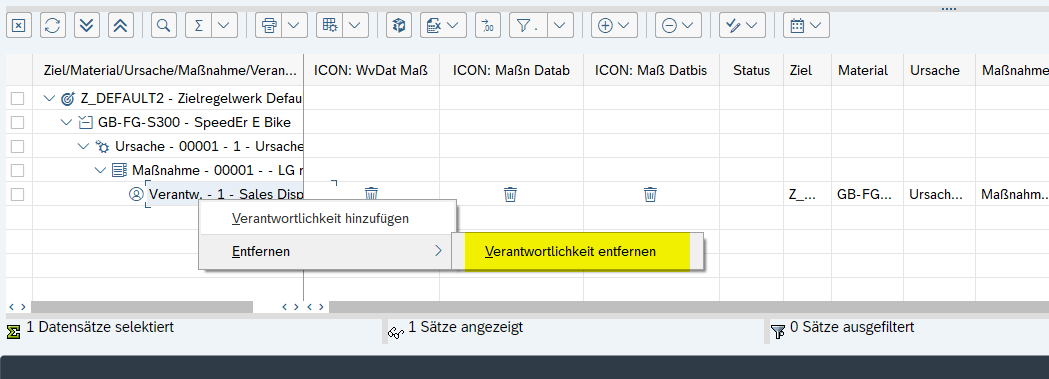 Ziel/Material/Ursache/Maßnahme/Veran... ICON: WvDat Maß ICON: Maßn Datab ICON: Maß Datbis Status Ziel Material Ursache Maßnahme
Z_DEFAULT2 - Zielregelwerk Defau
GB-FG-S300 - SpeedEr E Bike
Ursache - 00001 - 1 - Ursache
Maßnahme - 00001 - - LG r
Verantw. - 1 - Sales Disp Z_... GB-FG... Ursach... Maßnahm...
Verantwortlichkeit hinzufügen
Entfernen Verantwortlichkeit entfernen
1 Datensätze selektiert 1 Sätze angezeigt 0 Sätze ausgefiltert